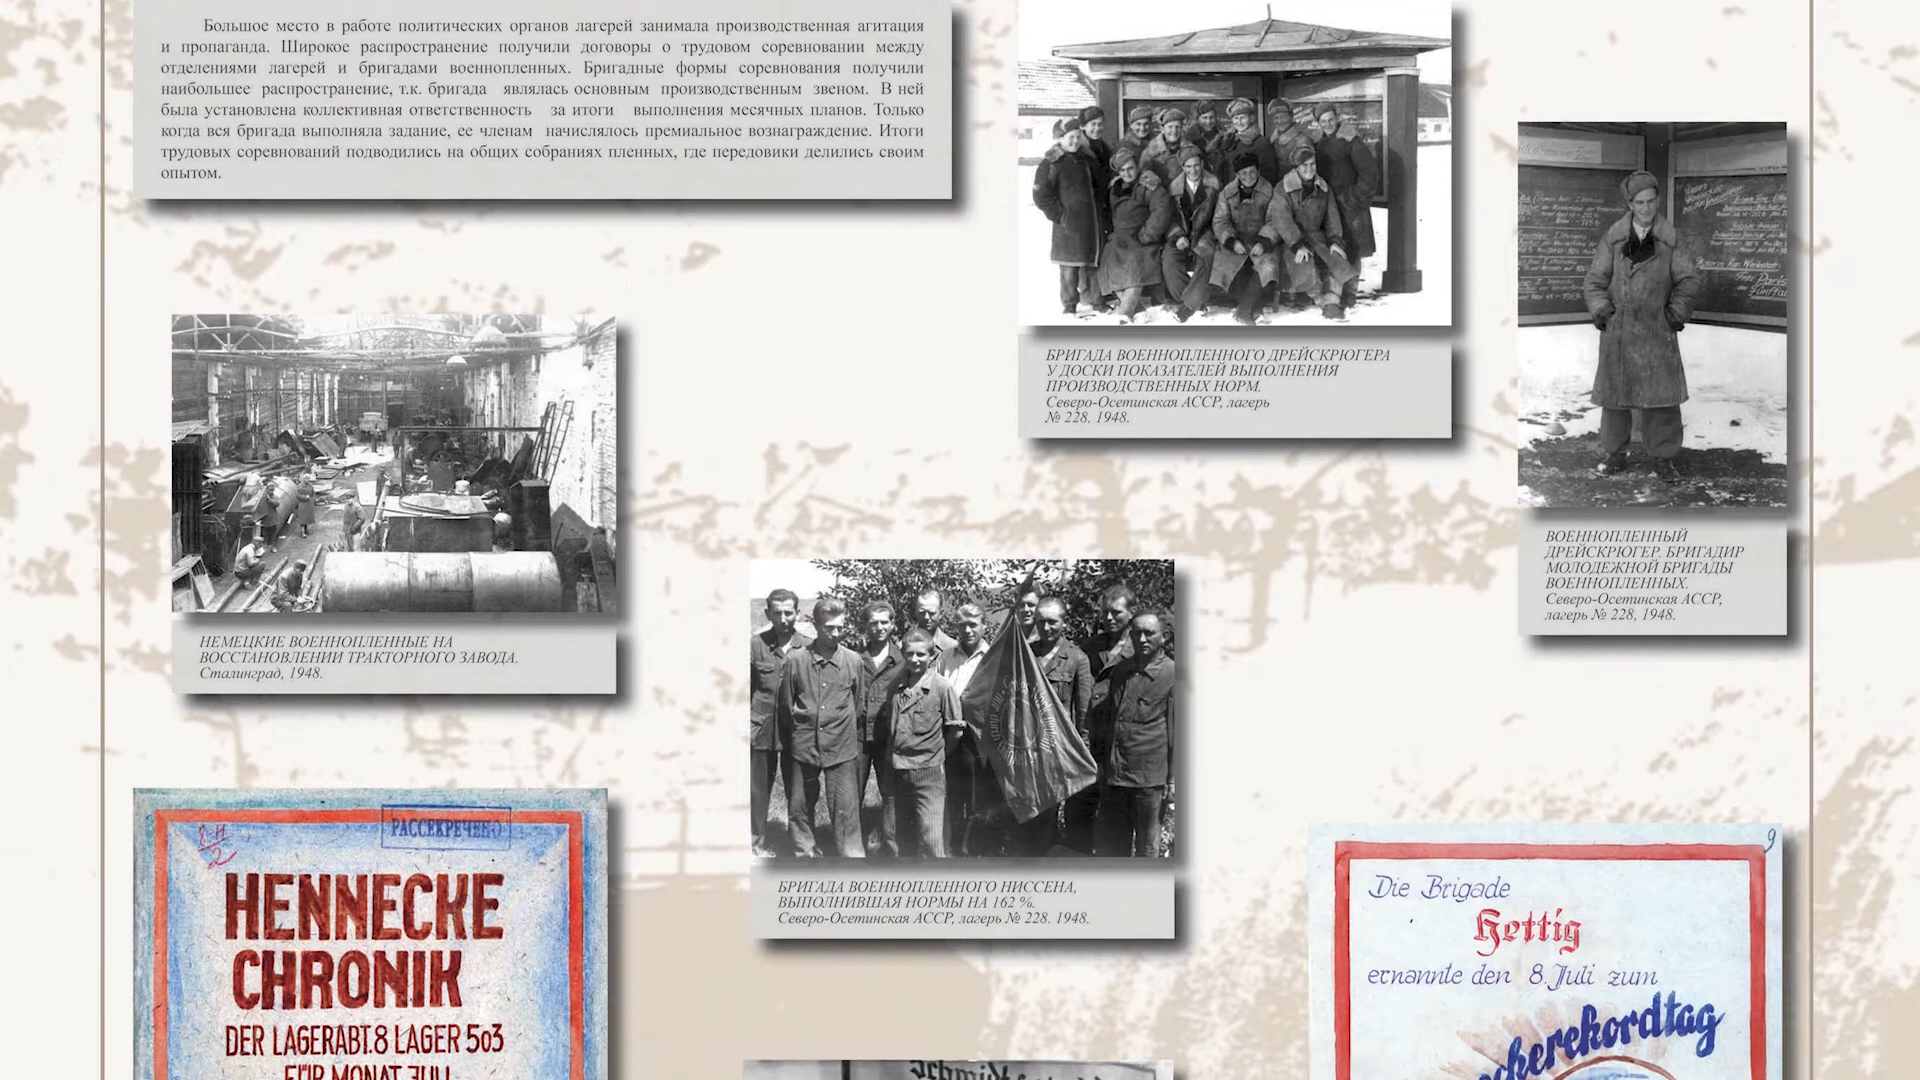 Большое место в работе политических органов лагерей занимала производственная агитация
и пропаганда. Широкое распространение получили договоры о трудовом соревновании между
отделениями лагерей и бригадами военнопленных. Бригадные формы соревнования получили
наибольшее распространение, т.к. бригада являлась основным производственным звеном. В ней
была установлена коллективная ответственность за итоги выполнения месячных планов. Только
когда вся бригада выполняла задание, ее членам начислялось премиальное вознаграждение. Итоги
трудовых соревнований подводились на общих собраниях пленных, где передовики делились своим
опытом.
БРИГАДА ВОЕННОПЛЕННОГО ДРЕЙСКРЮГЕРА
У ДОСКИ ПОКАЗАТЕЛЕЙ ВЫПОЛНЕНИЯ
ПРОИЗВОДСТВЕННЫХ НОРМ.
Северо-Осетинская АССР, лагерь
№ 228. 1948.
ВОЕННОПЛЕННЫЙ
ДРЕЙСКРЮГЕР. БРИГАДИР
МОЛОДЕЖНОЙ БРИГАДЫ
ВОЕННОПЛЕННЫХ.
Северо-Осетинская АССР,
лагерь № 228, 1948.
НЕМЕЦКИЕ ВОЕННОПЛЕННЫЕ НА
ВОССТАНОВЛЕНИИ ТРАКТОРНОГО ЗАВОДА.
Сталинград, 1948.
БРИГАДА ВОЕННОПЛЕННОГО НИССЕНА,
ВЫПОЛНИВШАЯ НОРМЫ НА 162 %.
Северо-Осетинская АССР, лагерь № 228. 1948.
РАССЕКРЕЧЕНО
HENNECKE
CHRONIK
DER LAGERABT.8 LAGER 503
FÜR MONAT JULI
9
Die Brigade
Hettig
ernannte den 8. Juli zum